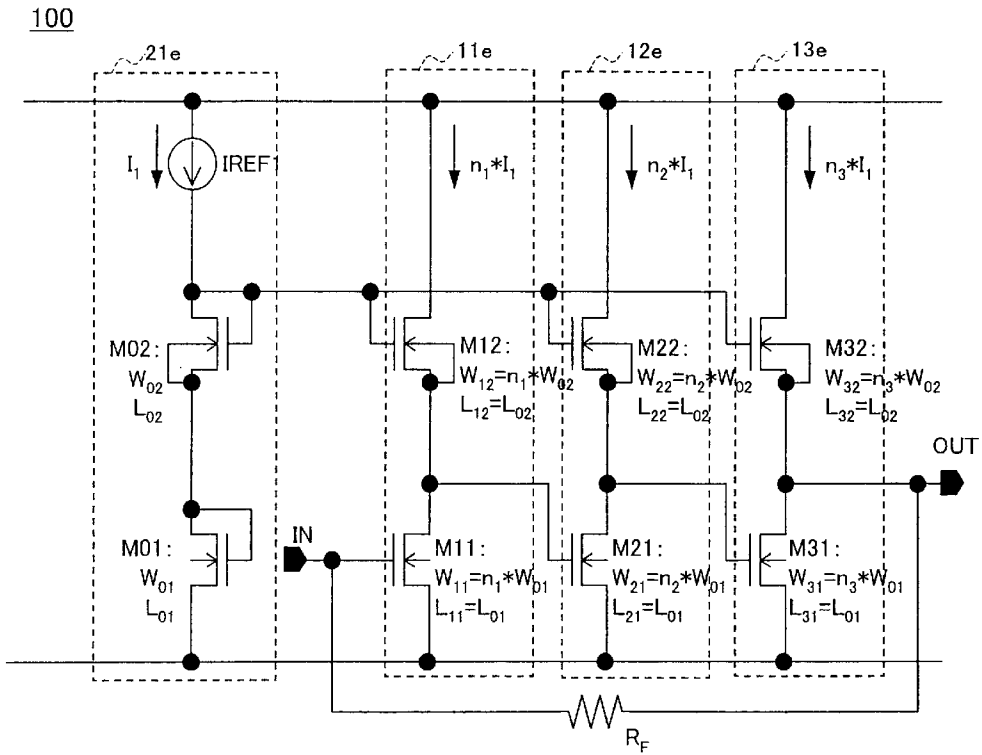 100
21e
11e
12e
13e
I₁
IREF1
n₁*I₁
n₂*I₁
n₃*I₁
M02:
W₀₂
L₀₂
M12:
W₁₂=n₁*W₀₂
L₁₂=L₀₂
M22:
W₂₂=n₂*W₀₂
L₂₂=L₀₂
M32:
W₃₂=n₃*W₀₂
L₃₂=L₀₂
OUT
M01:
W₀₁
L₀₁
IN
M11:
W₁₁=n₁*W₀₁
L₁₁=L₀₁
M21:
W₂₁=n₂*W₀₁
L₂₁=L₀₁
M31:
W₃₁=n₃*W₀₁
L₃₁=L₀₁
R_F